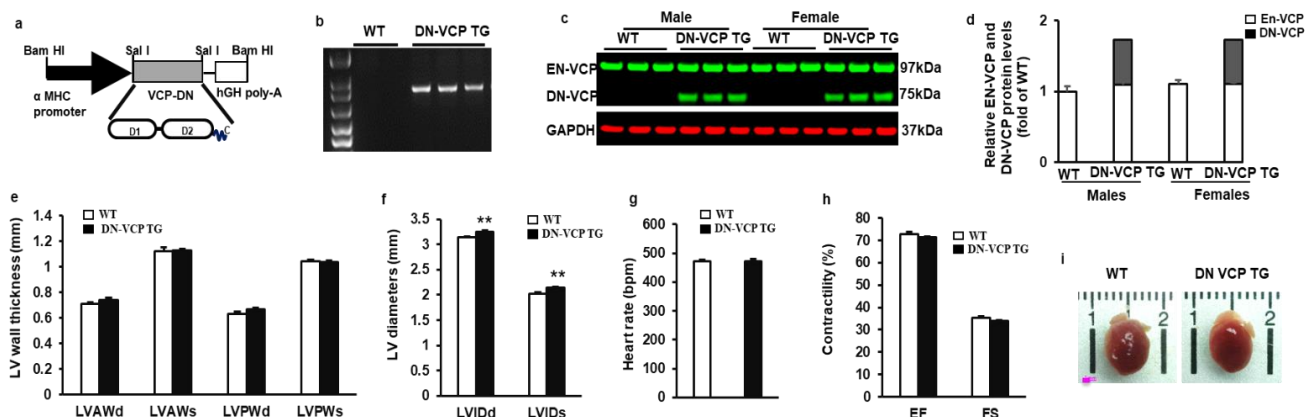 a
Bam HI
Sal I
Sal I
Bam HI
α MHC
promoter
VCP-DN
hGH poly-A
D1
D2
C
b
WT
DN-VCP TG
c
Male
Female
WT
DN-VCP TG
WT
DN-VCP TG
EN-VCP
97kDa
DN-VCP
75kDa
GAPDH
37kDa
d
Relative EN-VCP and
DN-VCP protein levels
(fold of WT)
2
1
0
En-VCP
DN-VCP
WT
DN-VCP TG
WT
DN-VCP TG
Males
Females
e
LV wall thickness (mm)
1.4
1.2
1
0.8
0.6
0.4
0.2
0
WT
DN-VCP TG
LVAWd
LVAWs
LVPWd
LVPWs
f
LV diameters (mm)
3.5
3
2.5
2
1.5
1
0.5
0
**
**
WT
DN-VCP TG
LVIDd
LVIDs
g
Heart rate (bpm)
600
500
400
300
200
100
0
WT
DN-VCP TG
h
Contractility (%)
80
70
60
50
40
30
20
10
0
WT
DN-VCP TG
EF
FS
i
WT
DN VCP TG
1
2
1
2